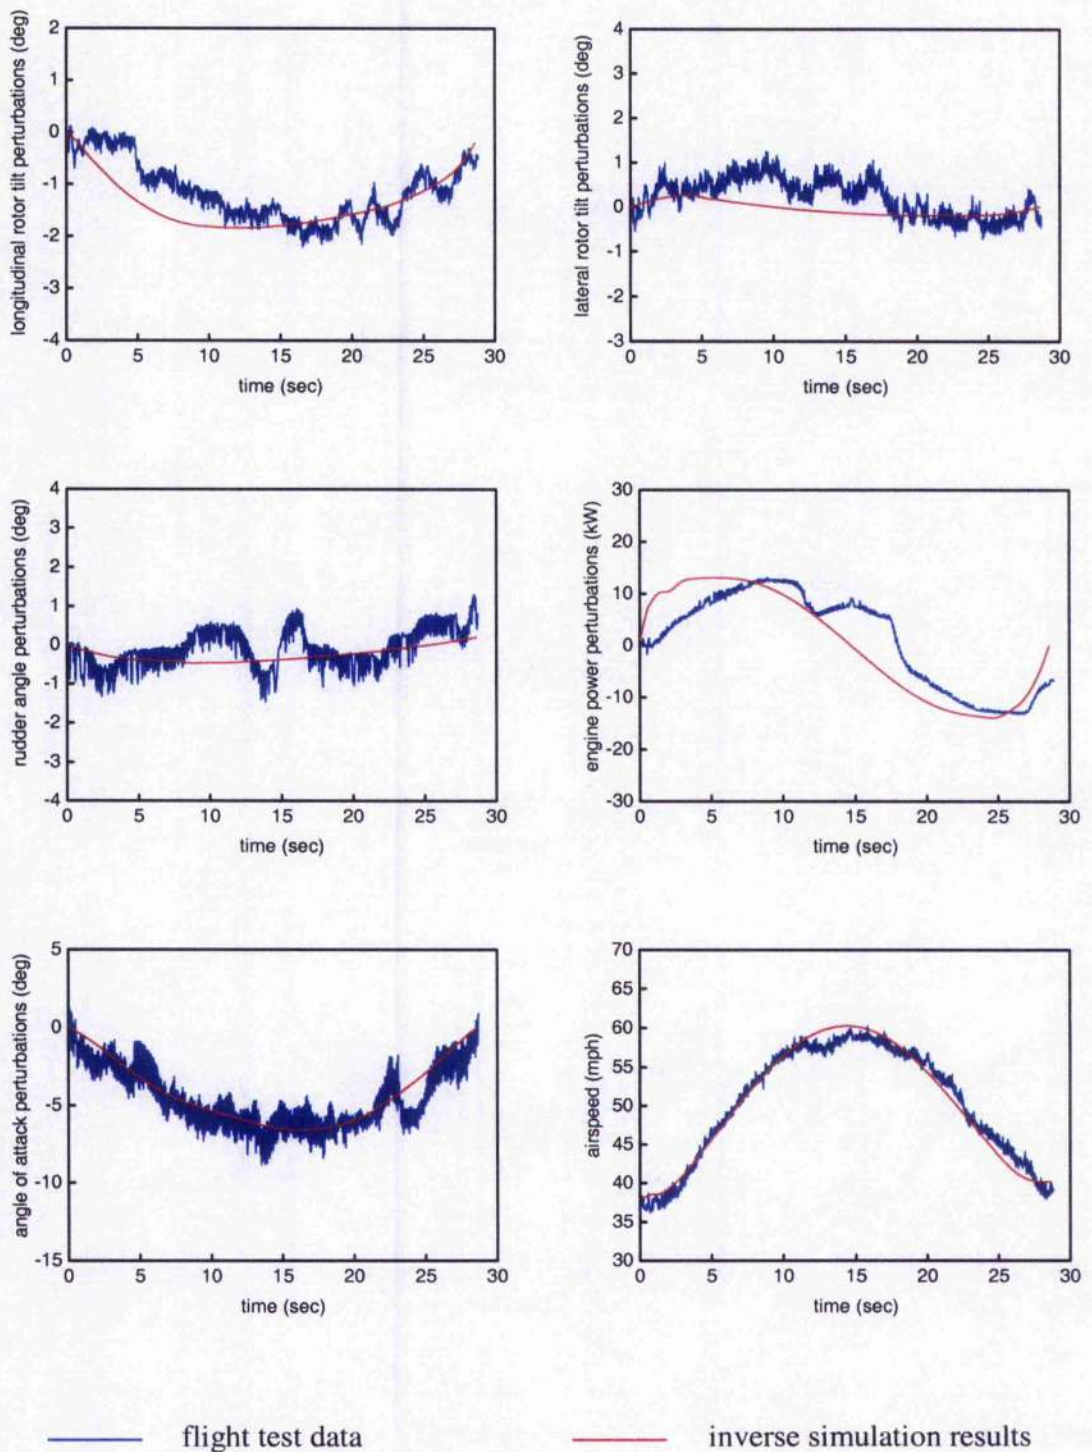 longitudinal rotor tilt perturbations (deg)
2
1
0
-1
-2
-3
-4
0 5 10 15 20 25 30
time (sec)
lateral rotor tilt perturbations (deg)
4
3
2
1
0
-1
-2
-3
0 5 10 15 20 25 30
time (sec)
rudder angle perturbations (deg)
4
3
2
1
0
-1
-2
-3
-4
0 5 10 15 20 25 30
time (sec)
engine power perturbations (kW)
30
20
10
0
-10
-20
-30
0 5 10 15 20 25 30
time (sec)
angle of attack perturbations (deg)
5
0
-5
-10
-15
0 5 10 15 20 25 30
time (sec)
airspeed (mph)
70
65
60
55
50
45
40
35
30
0 5 10 15 20 25 30
time (sec)
flight test data
inverse simulation results